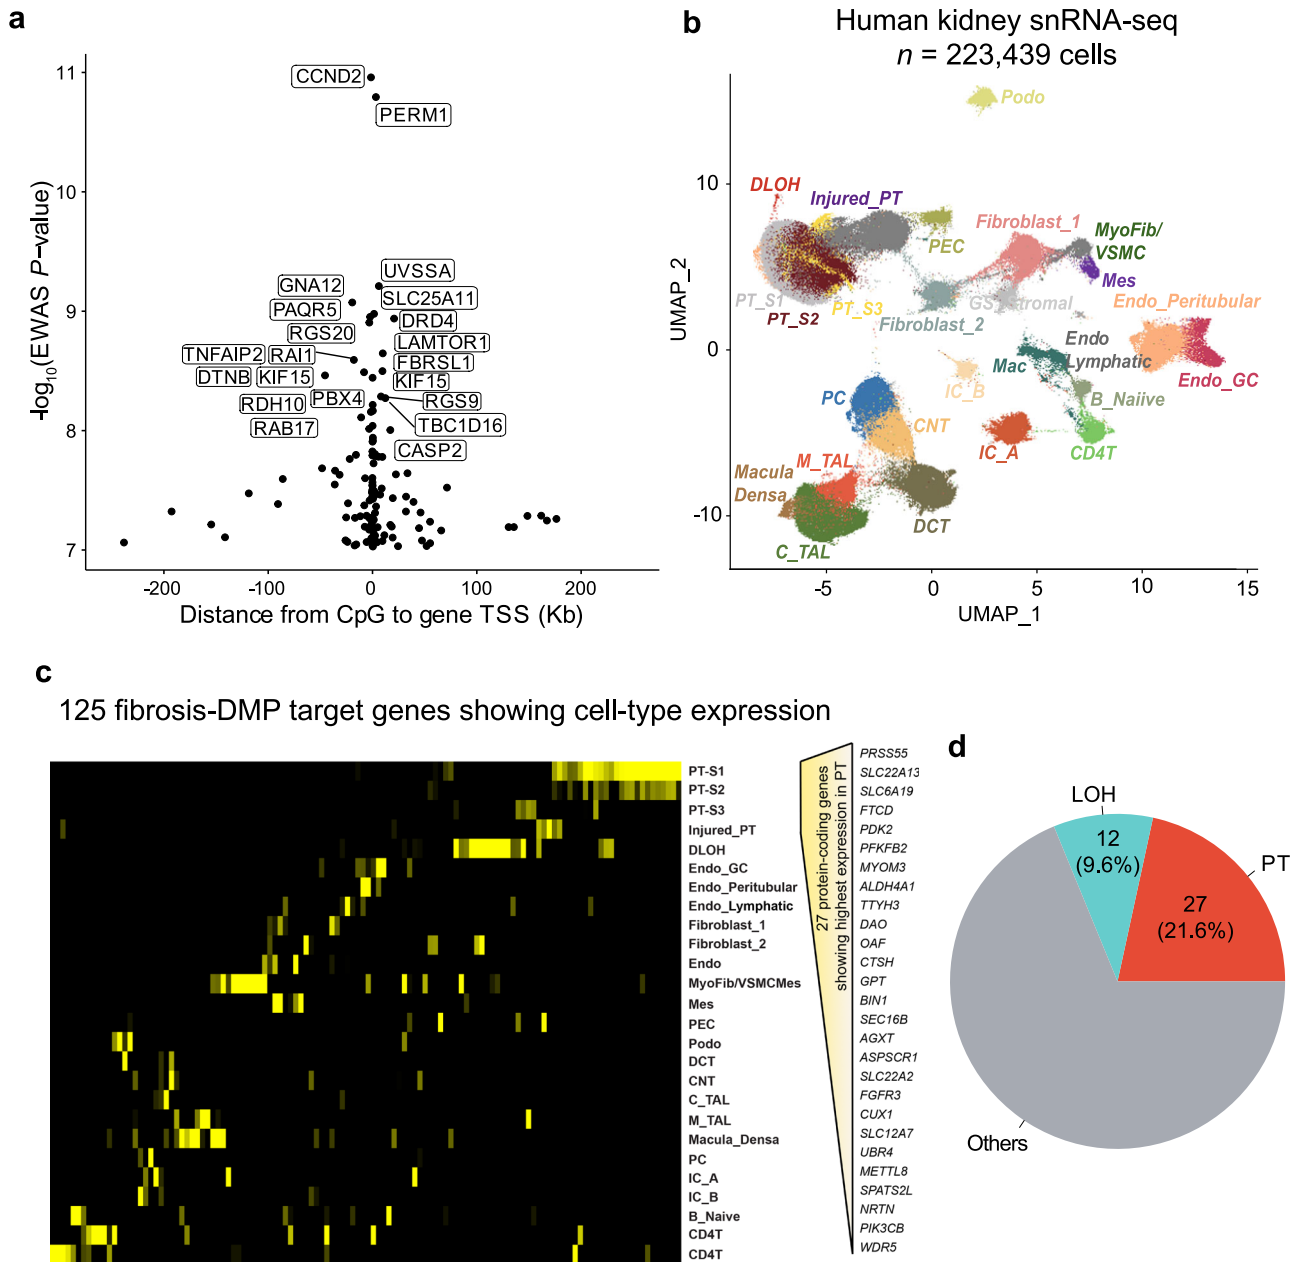 a
11
10
9
8
7
-log10(EWAS P-value)
CCND2
PERM1
UVSSA
GNA12
SLC25A11
PAQR5
DRD4
RGS20
LAMTOR1
TNFAIP2
RAI1
FBRSL1
DTNB
KIF15
KIF15
PBX4
RGS9
RDH10
TBC1D16
RAB17
CASP2
-200
-100
0
100
200
Distance from CpG to gene TSS (Kb)
b
Human kidney snRNA-seq
n = 223,439 cells
10
0
-10
UMAP_2
Podo
DLOH
Injured_PT
PEC
Fibroblast_1
MyoFib/
VSMC
Mes
PT_S1
PT_S2
PT_S3
Fibroblast_2
GS_Stromal
Endo_Peritubular
Endo
Lymphatic
Mac
Endo_GC
IC_B
B_Naiive
PC
CNT
IC_A
CD4T
M_TAL
Macula
Densa
DCT
C_TAL
-5
0
5
10
15
UMAP_1
c
125 fibrosis-DMP target genes showing cell-type expression
PT-S1
PT-S2
PT-S3
Injured_PT
DLOH
Endo_GC
Endo_Peritubular
Endo_Lymphatic
Fibroblast_1
Fibroblast_2
Endo
MyoFib/VSMCMes
Mes
PEC
Podo
DCT
CNT
C_TAL
M_TAL
Macula_Densa
PC
IC_A
IC_B
B_Naive
CD4T
CD4T
27 protein-coding genes
showing highest expression in PT
PRSS55
SLC22A13
SLC6A19
FTCD
PDK2
PFKFB2
MYOM3
ALDH4A1
TTYH3
DAO
OAF
CTSH
GPT
BIN1
SEC16B
AGXT
ASPSCR1
SLC22A2
FGFR3
CUX1
SLC12A7
UBR4
METTL8
SPATS2L
NRTN
PIK3CB
WDR5
d
LOH
12
(9.6%)
PT
27
(21.6%)
Others